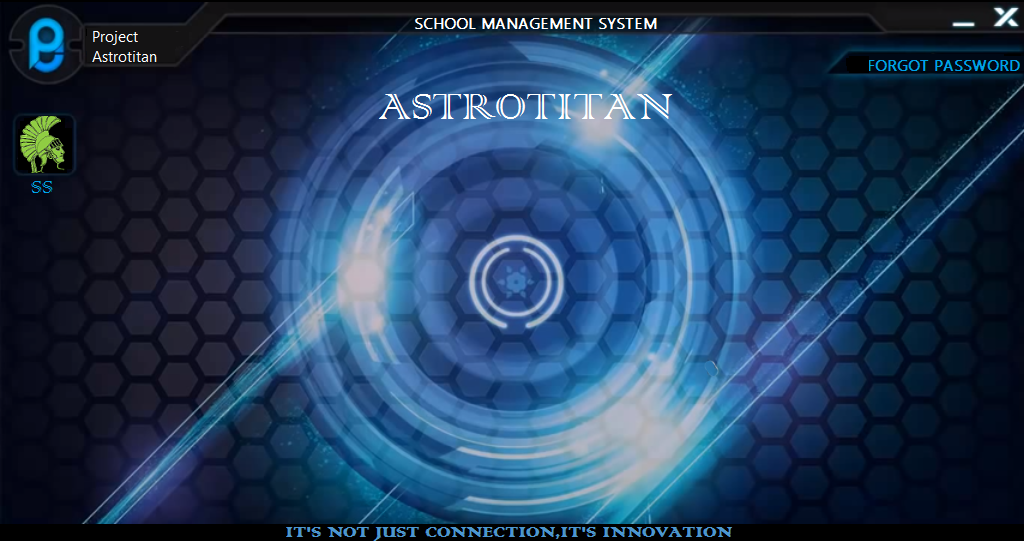 SCHOOL MANAGEMENT SYSTEM
Project
Astrotitan
FORGOT PASSWORD
ASTROTITAN
SS
IT'S NOT JUST CONNECTION,IT'S INNOVATION